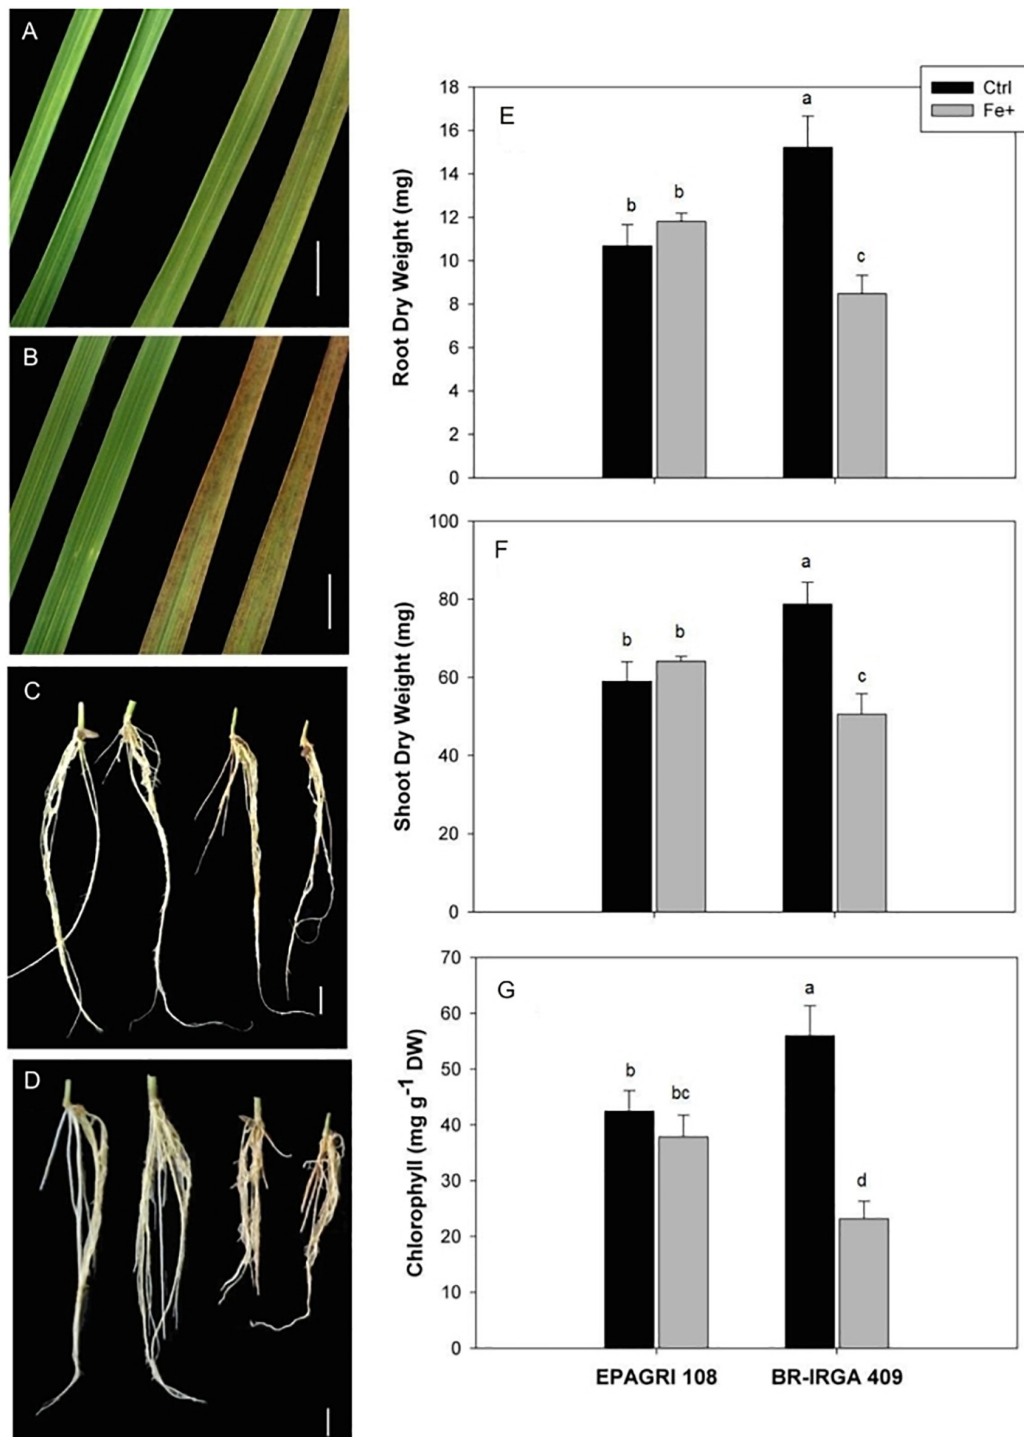 A
B
C
D
Ctrl
Fe+
E
Root Dry Weight (mg)
18
16
14
12
10
8
6
4
2
0
b
b
a
c
F
Shoot Dry Weight (mg)
100
80
60
40
20
0
b
b
a
c
G
Chlorophyll (mg g⁻¹ DW)
70
60
50
40
30
20
10
0
b
bc
a
d
EPAGRI 108
BR-IRGA 409